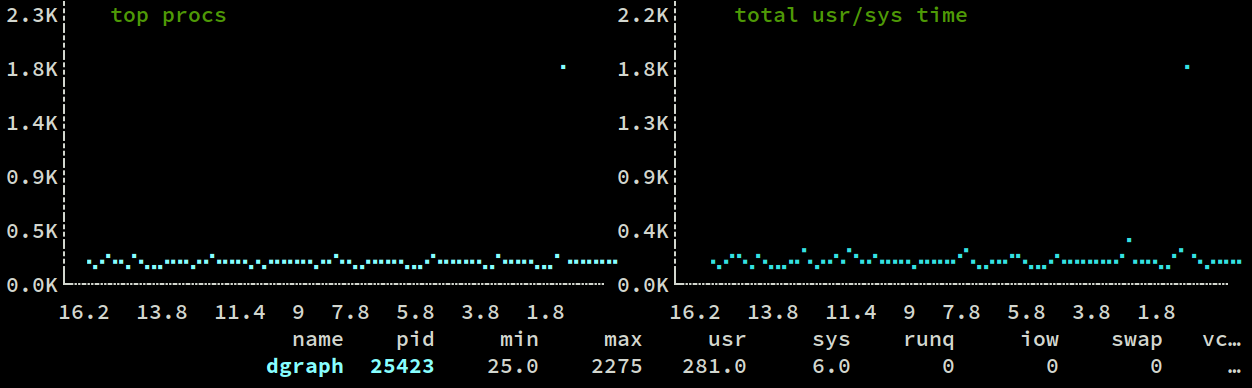 2.3K top procs 2.2K total usr/sys time
1.8K 1.8K
1.4K 1.3K
0.9K 0.9K
0.5K 0.4K
0.0K 0.0K
16.2 13.8 11.4 9 7.8 5.8 3.8 1.8 16.2 13.8 11.4 9 7.8 5.8 3.8 1.8
name pid min max usr sys runq iow swap vc…
dgraph 25423 25.0 2275 281.0 6.0 0 0 0 …